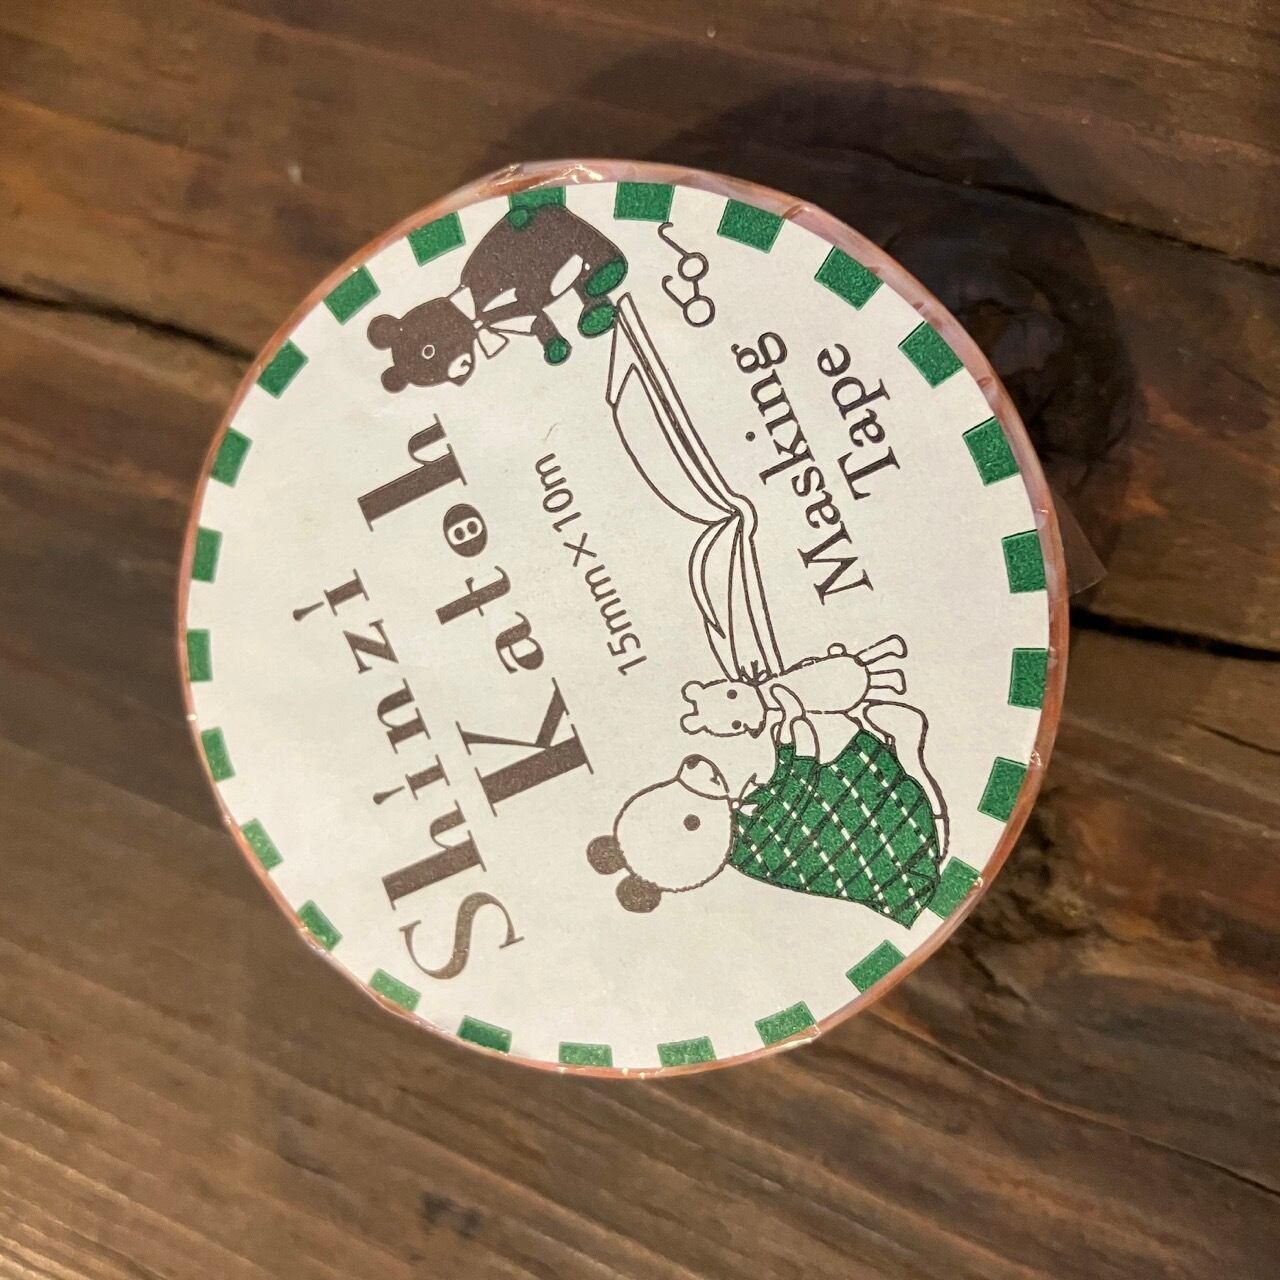 Shinzi
Katoh
15mm x 10m
Masking
Tape